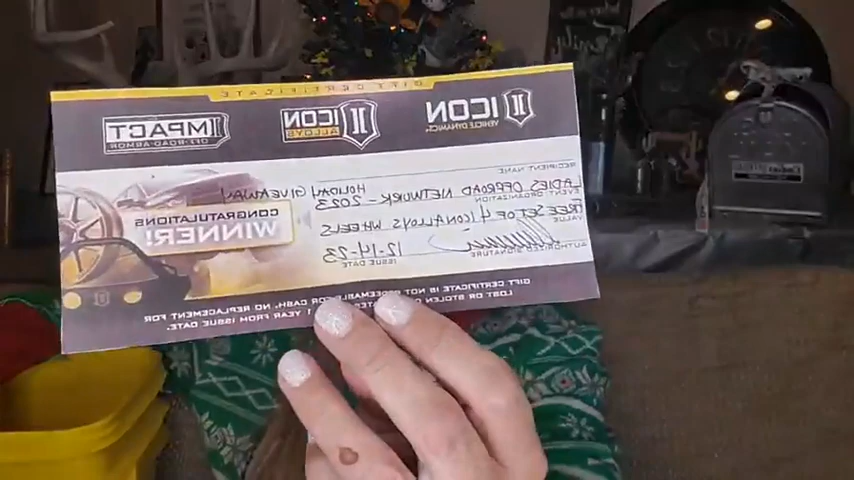 GIFT CERTIFICATE
ICON
VEHICLE DYNAMICS
ICON
ALLOYS
IMPACT
OFF-ROAD ARMOR
RECIPIENT NAME
LADIES OFFROAD NETWORK - 2023 HOLIDAY GIVEAWAY
EVENT/ORGANIZATION
FREE SET OF 4 ICON ALLOYS WHEELS
12-14-23
AUTHORIZED SIGNATURE
ISSUE DATE
CONGRATULATIONS
WINNER!
GIFT CERTIFICATE IS NOT REDEEMABLE FOR CASH. NO REPLACEMENT FOR
LOST OR STOLEN 1 YEAR FROM ISSUE DATE.